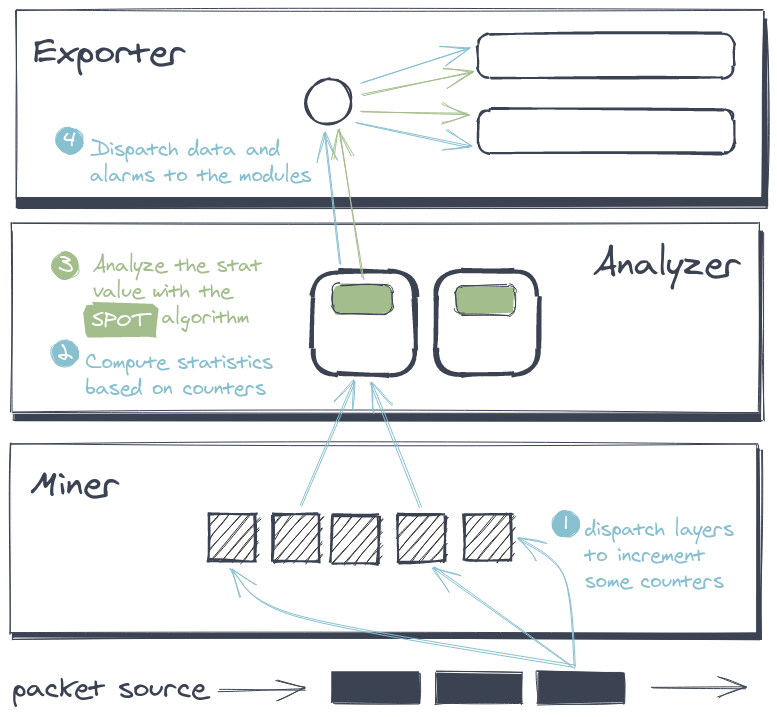 Exporter
4 Dispatch data and
alarms to the modules
Analyzer
3 Analyze the stat
value with the
SPOT algorithm
2 Compute statistics
based on counters
Miner
1 dispatch layers
to increment
some counters
packet source